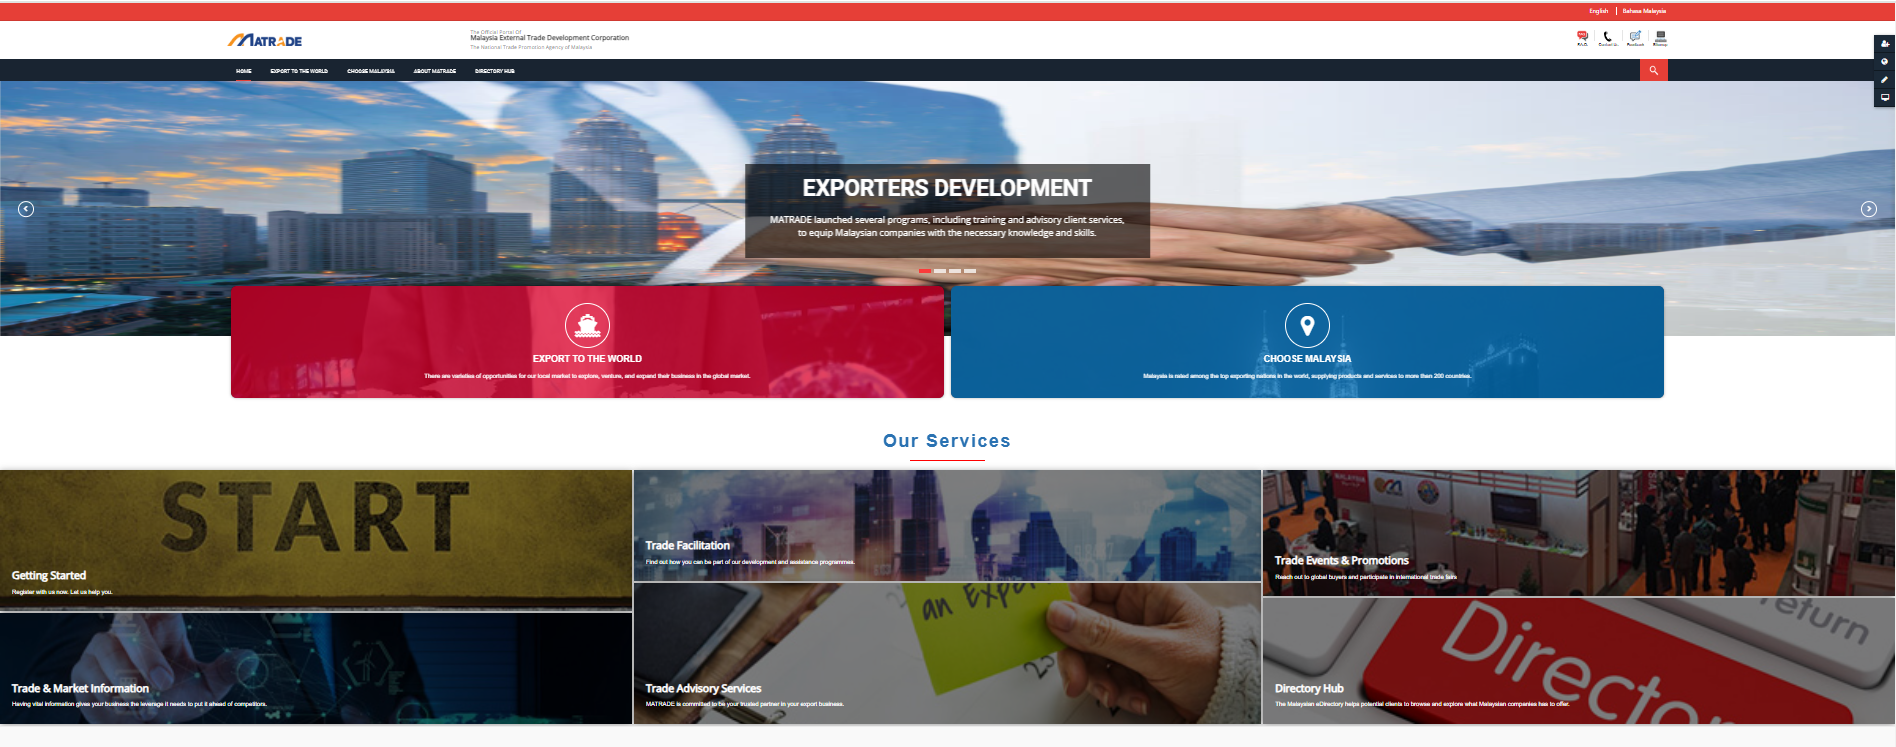 English
Bahasa Malaysia
MATRADE
The Official Portal Of
Malaysia External Trade Development Corporation
The National Trade Promotion Agency of Malaysia
F.A.Q.
Contact Us
Feedback
Sitemap
HOME
EXPORT TO THE WORLD
CHOOSE MALAYSIA
ABOUT MATRADE
DIRECTORY HUB
EXPORTERS DEVELOPMENT
MATRADE launched several programs, including training and advisory client services,
to equip Malaysian companies with the necessary knowledge and skills.
EXPORT TO THE WORLD
There are varieties of opportunities for our local market to explore, venture, and expand their business in the global market.
CHOOSE MALAYSIA
Malaysia is rated among the top exporting nations in the world, supplying products and services to more than 200 countries.
Our Services
START
Getting Started
Register with us now. Let us help you.
Trade & Market Information
Having vital information gives your business the leverage it needs to put it ahead of competitors.
Trade Facilitation
Find out how you can be part of our development and assistance programmes.
an Expe
22
23
Trade Advisory Services
MATRADE is committed to be your trusted partner in your export business.
MALAYSIA
Trade Events & Promotions
Reach out to global buyers and participate in international trade fairs
eturn
Director
Directory Hub
The Malaysian eDirectory helps potential clients to browse and explore what Malaysian companies has to offer.